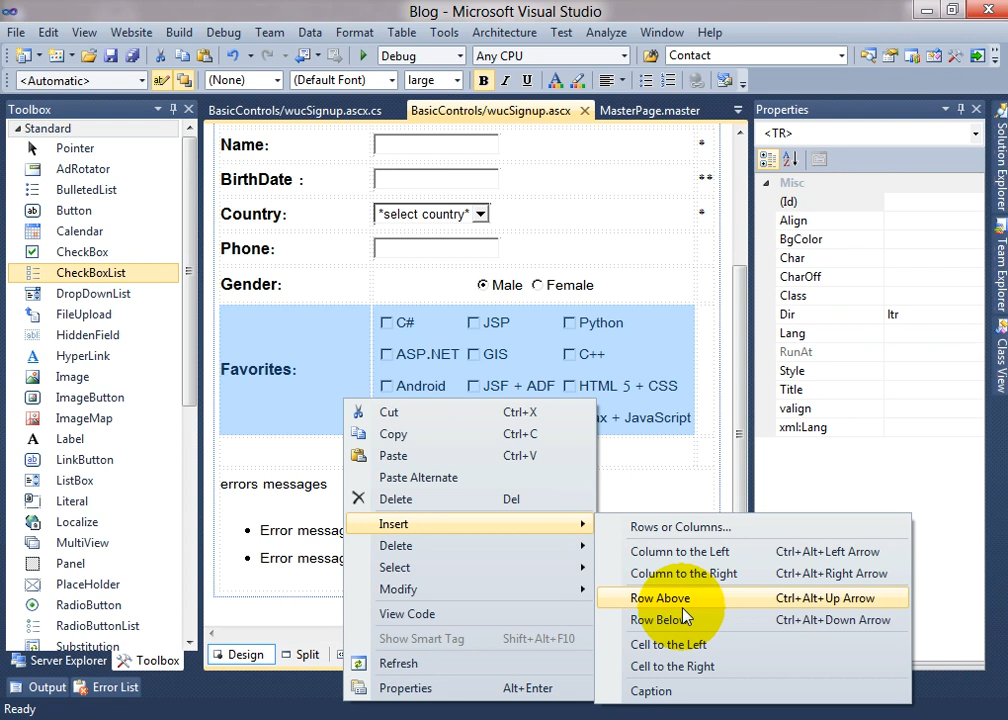 Blog - Microsoft Visual Studio
File Edit View Website Build Debug Team Data Format Table Tools Architecture Test Analyze Window Help
Debug Any CPU Contact
<Automatic> (None) (Default Font) large B I U A
Toolbox
Standard
Pointer
AdRotator
BulletedList
Button
Calendar
CheckBox
CheckBoxList
DropDownList
FileUpload
HiddenField
HyperLink
Image
ImageButton
ImageMap
Label
LinkButton
ListBox
Literal
Localize
MultiView
Panel
PlaceHolder
RadioButton
RadioButtonList
Substitution
Server Explorer Toolbox
Output Error List
Ready
BasicControls/wucSignup.ascx.cs BasicControls/wucSignup.ascx MasterPage.master
Name: *
BirthDate : **
Country: *select country* *
Phone:
Gender: Male Female
Favorites:
C# JSP Python
ASP.NET GIS C++
Android JSF + ADF HTML 5 + CSS
ax + JavaScript
errors messages
Error messag
Error messag
Design Split
Cut Ctrl+X
Copy Ctrl+C
Paste Ctrl+V
Paste Alternate
Delete Del
Insert
Delete
Select
Modify
View Code
Show Smart Tag Shift+Alt+F10
Refresh
Properties Alt+Enter
Rows or Columns...
Column to the Left Ctrl+Alt+Left Arrow
Column to the Right Ctrl+Alt+Right Arrow
Row Above Ctrl+Alt+Up Arrow
Row Below Ctrl+Alt+Down Arrow
Cell to the Left
Cell to the Right
Caption
Properties
<TR>
Misc
(Id)
Align
BgColor
Char
CharOff
Class
Dir ltr
Lang
RunAt
Style
Title
valign
xml:Lang
Solution Explorer
Team Explorer
Class View